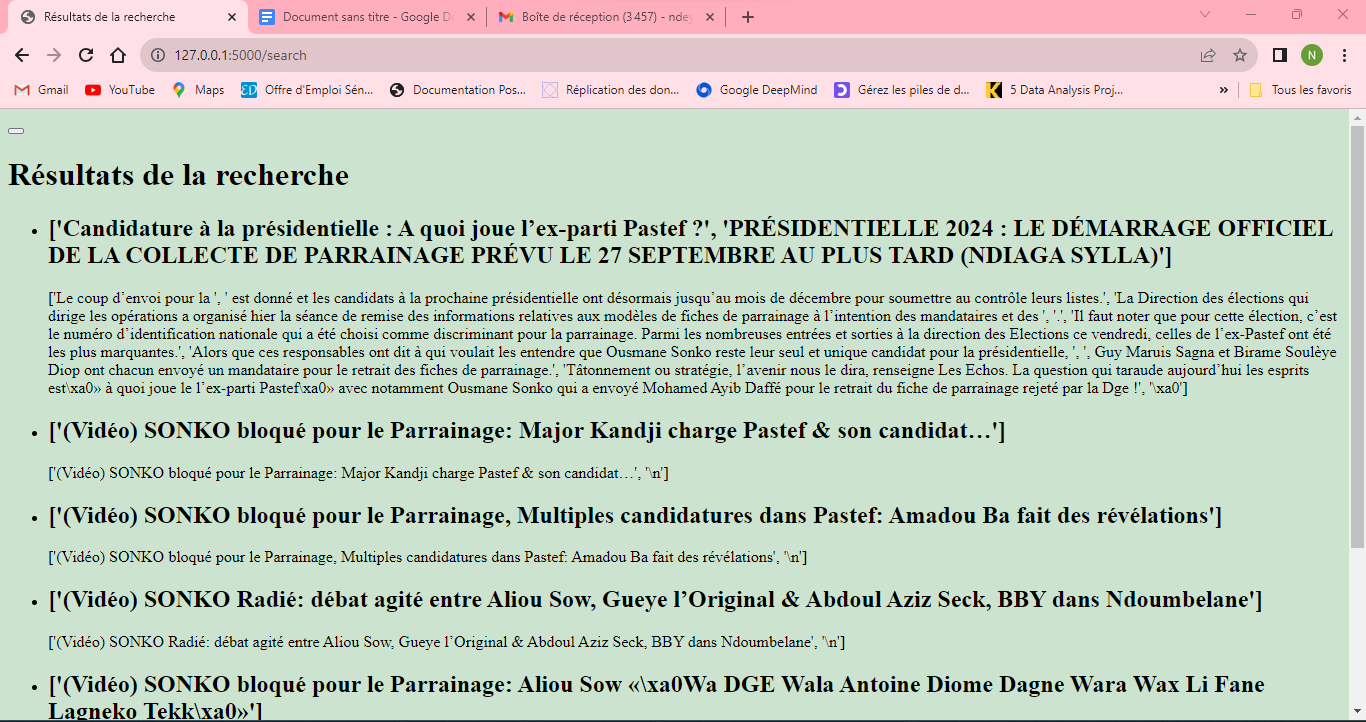 Résultats de la recherche
Document sans titre - Google D
Boîte de réception (3 457) - nde
127.0.0.1:5000/search
N
Gmail
YouTube
Maps
Offre d'Emploi Sén...
Documentation Pos...
Réplication des don...
Google DeepMind
Gérez les piles de d...
5 Data Analysis Proj...
»
Tous les favoris
Résultats de la recherche
• ['Candidature à la présidentielle : A quoi joue l’ex-parti Pastef ?', 'PRÉSIDENTIELLE 2024 : LE DÉMARRAGE OFFICIEL
DE LA COLLECTE DE PARRAINAGE PRÉVU LE 27 SEPTEMBRE AU PLUS TARD (NDIAGA SYLLA)']
['Le coup d’envoi pour la ', ' est donné et les candidats à la prochaine présidentielle ont désormais jusqu’au mois de décembre pour soumettre au contrôle leurs listes.', 'La Direction des élections qui
dirige les opérations a organisé hier la séance de remise des informations relatives aux modèles de fiches de parrainage à l’intention des mandataires et des ', '.', 'Il faut noter que pour cette élection, c’est
le numéro d’identification nationale qui a été choisi comme discriminant pour la parrainage. Parmi les nombreuses entrées et sorties à la direction des Elections ce vendredi, celles de l’ex-Pastef ont été
les plus marquantes.', 'Alors que ces responsables ont dit à qui voulait les entendre que Ousmane Sonko reste leur seul et unique candidat pour la présidentielle, ', ', Guy Maruis Sagna et Birame Soulèye
Diop ont chacun envoyé un mandataire pour le retrait des fiches de parrainage.', 'Tâtonnement ou stratégie, l’avenir nous le dira, renseigne Les Echos. La question qui taraude aujourd’hui les esprits
est\xa0» à quoi joue le l’ex-parti Pastef\xa0» avec notamment Ousmane Sonko qui a envoyé Mohamed Ayib Daffé pour le retrait du fiche de parrainage rejeté par la Dge !', '\xa0']
• ['(Vidéo) SONKO bloqué pour le Parrainage: Major Kandji charge Pastef & son candidat…']
['(Vidéo) SONKO bloqué pour le Parrainage: Major Kandji charge Pastef & son candidat…', '\n']
• ['(Vidéo) SONKO bloqué pour le Parrainage, Multiples candidatures dans Pastef: Amadou Ba fait des révélations']
['(Vidéo) SONKO bloqué pour le Parrainage, Multiples candidatures dans Pastef: Amadou Ba fait des révélations', '\n']
• ['(Vidéo) SONKO Radié: débat agité entre Aliou Sow, Gueye l’Original & Abdoul Aziz Seck, BBY dans Ndoumbelane']
['(Vidéo) SONKO Radié: débat agité entre Aliou Sow, Gueye l’Original & Abdoul Aziz Seck, BBY dans Ndoumbelane', '\n']
• ['(Vidéo) SONKO bloqué pour le Parrainage: Aliou Sow «\xa0Wa DGE Wala Antoine Diome Dagne Wara Wax Li Fane
Lagneko Tekk\xa0»']